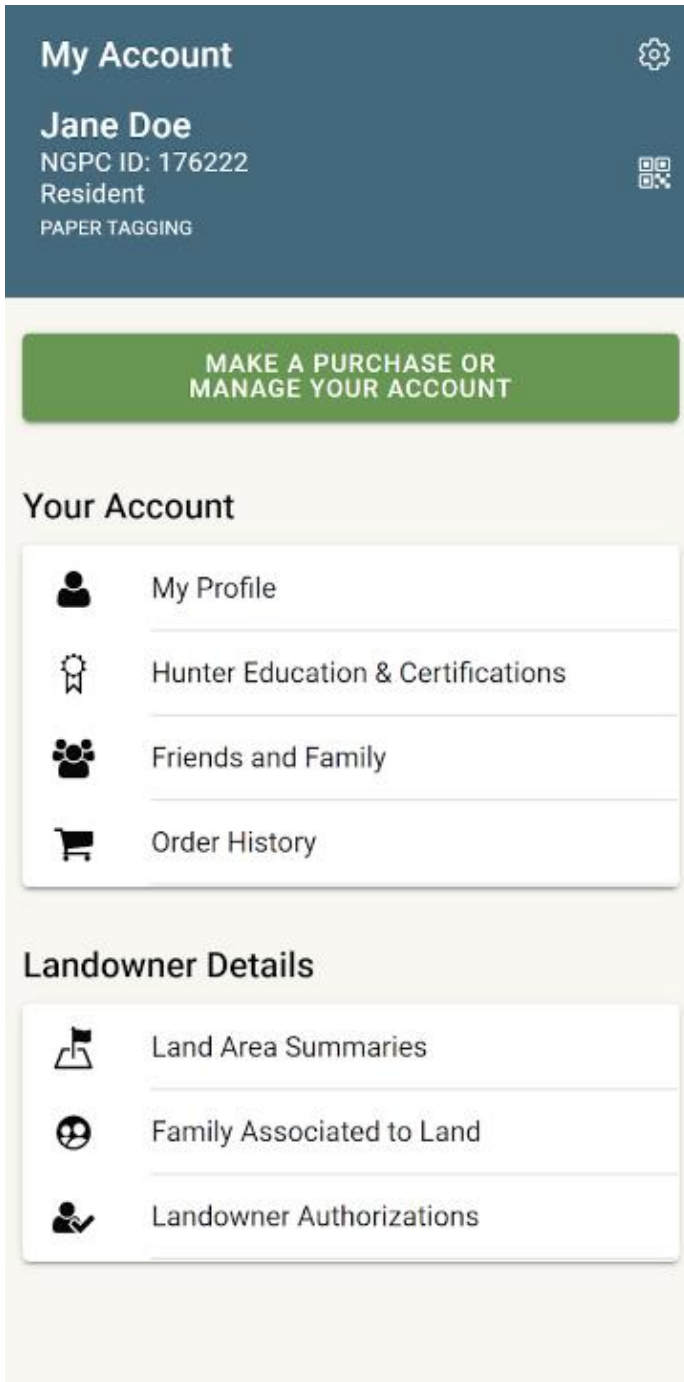 My Account
Jane Doe
NGPC ID: 176222
Resident
PAPER TAGGING
MAKE A PURCHASE OR
MANAGE YOUR ACCOUNT
Your Account
My Profile
Hunter Education & Certifications
Friends and Family
Order History
Landowner Details
Land Area Summaries
Family Associated to Land
Landowner Authorizations